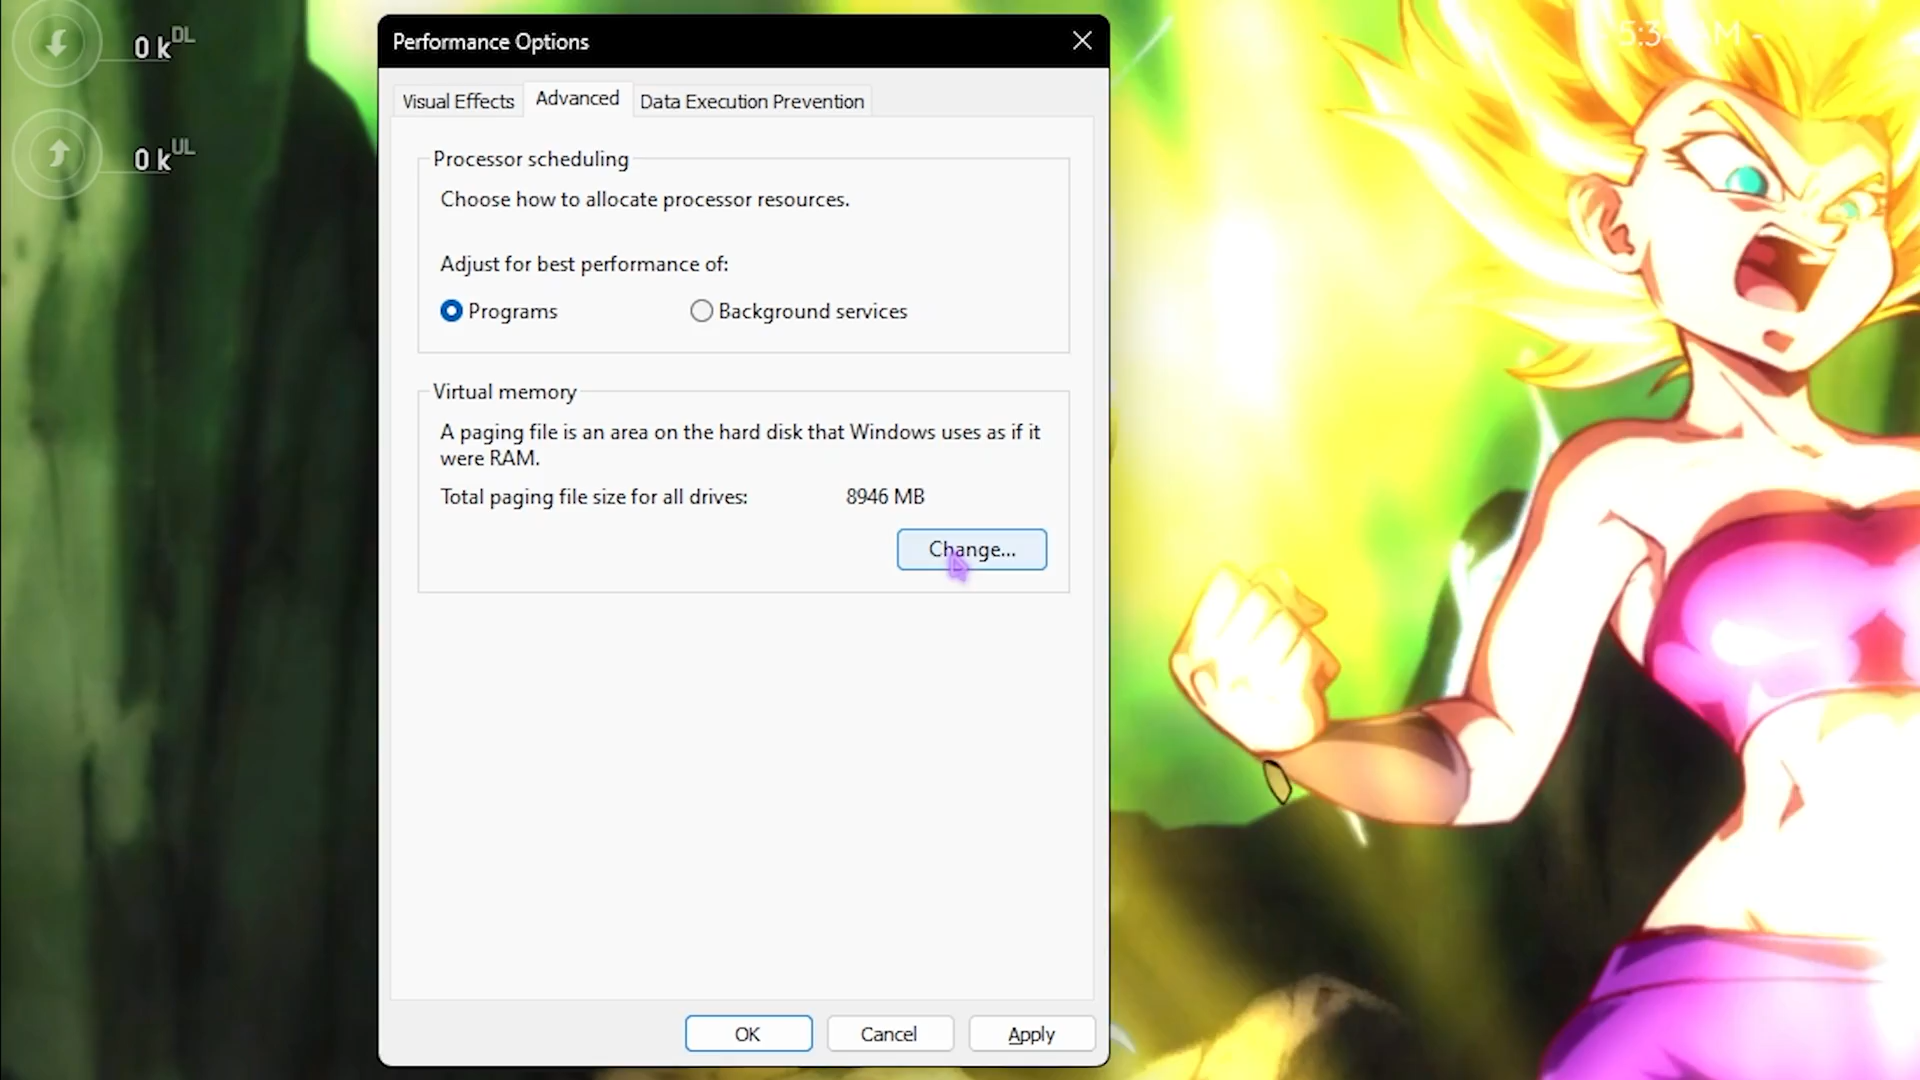 0 k DL
0 k UL
Performance Options
Visual Effects
Advanced
Data Execution Prevention
Processor scheduling
Choose how to allocate processor resources.
Adjust for best performance of:
Programs
Background services
Virtual memory
A paging file is an area on the hard disk that Windows uses as if it
were RAM.
Total paging file size for all drives: 8946 MB
Change...
OK
Cancel
Apply